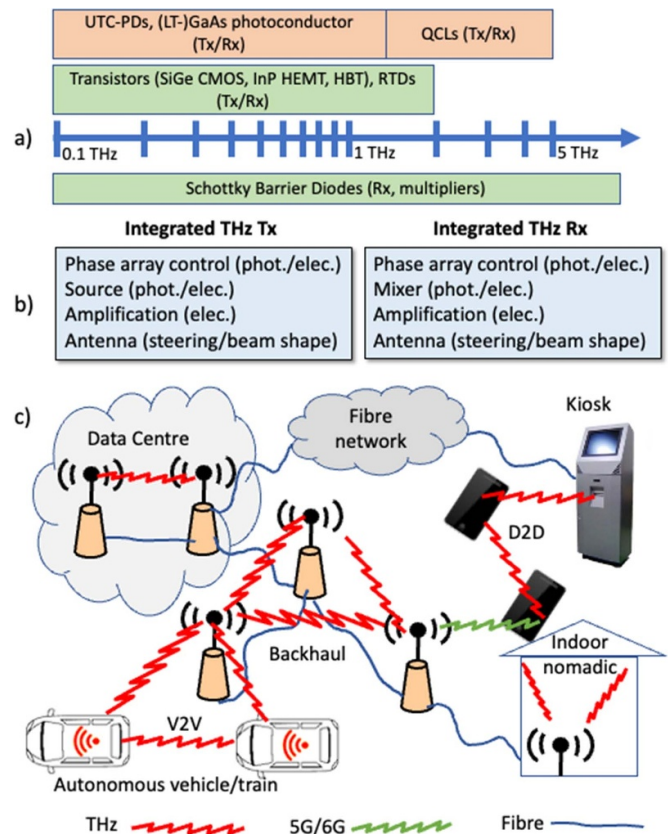 UTC-PDs, (LT-)GaAs photoconductor
(Tx/Rx)
QCLs (Tx/Rx)
Transistors (SiGe CMOS, InP HEMT, HBT), RTDs
(Tx/Rx)
a)
0.1 THz
1 THz
5 THz
Schottky Barrier Diodes (Rx, multipliers)
Integrated THz Tx
Integrated THz Rx
b)
Phase array control (phot./elec.)
Source (phot./elec.)
Amplification (elec.)
Antenna (steering/beam shape)
Phase array control (phot./elec.)
Mixer (phot./elec.)
Amplification (elec.)
Antenna (steering/beam shape)
c)
Data Centre
Fibre
network
Kiosk
D2D
Backhaul
Indoor
nomadic
V2V
Autonomous vehicle/train
THz
5G/6G
Fibre